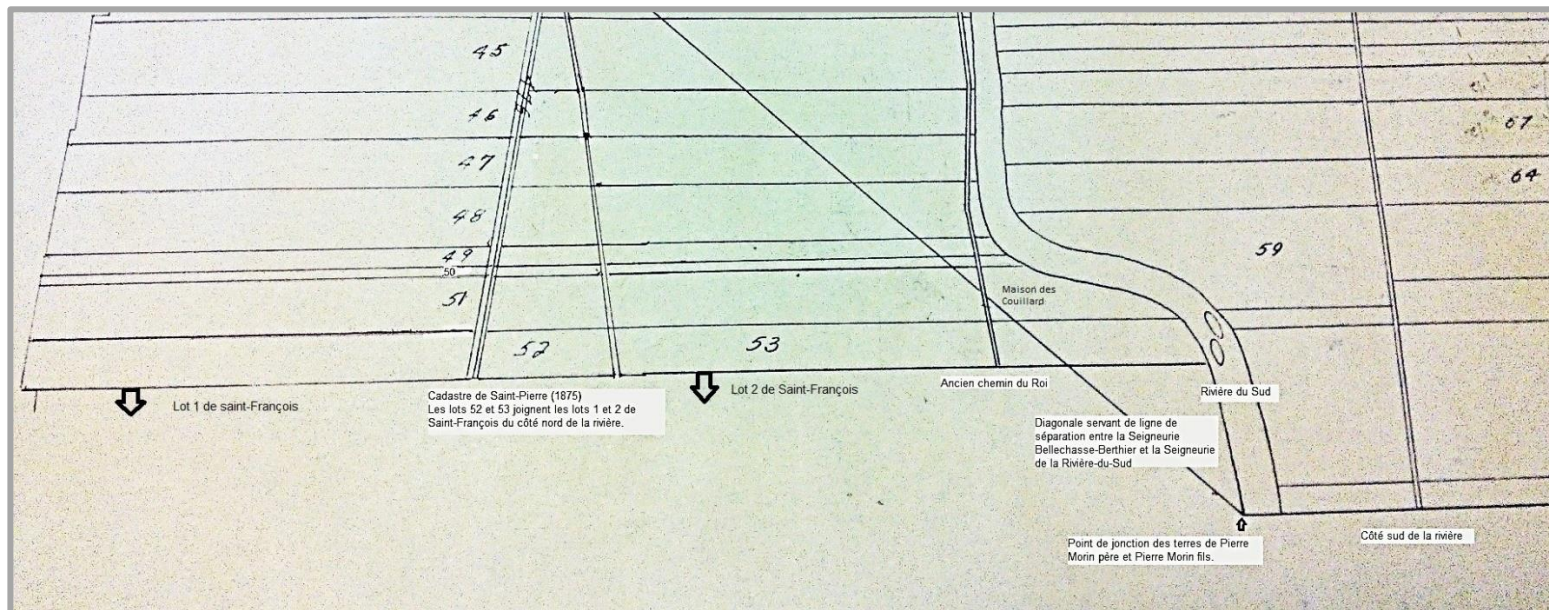 45
46
47
48
49
50
51
52
53
67
64
59
Maison des
Couillard
Lot 1 de saint-François
Cadastre de Saint-Pierre (1875)
Les lots 52 et 53 joignent les lots 1 et 2 de
Saint-François du côté nord de la rivière.
Lot 2 de Saint-François
Ancien chemin du Roi
Rivière du Sud
Diagonale servant de ligne de
séparation entre la Seigneurie
Bellechasse-Berthier et la Seigneurie
de la Rivière-du-Sud
Point de jonction des terres de Pierre
Morin père et Pierre Morin fils.
Côté sud de la rivière